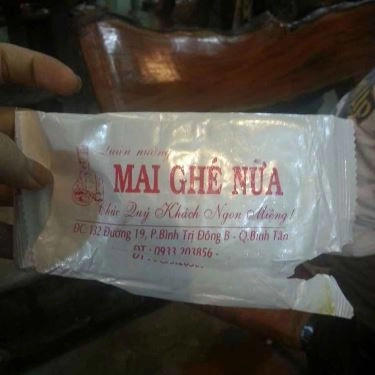 Quán nướng
MAI GHÉ NỮA
Chúc Quý Khách Ngon Miệng!
ĐC: 132 Đường 19, P.Bình Trị Đông B - Q.Bình Tân
ĐT: 0933 203856 -